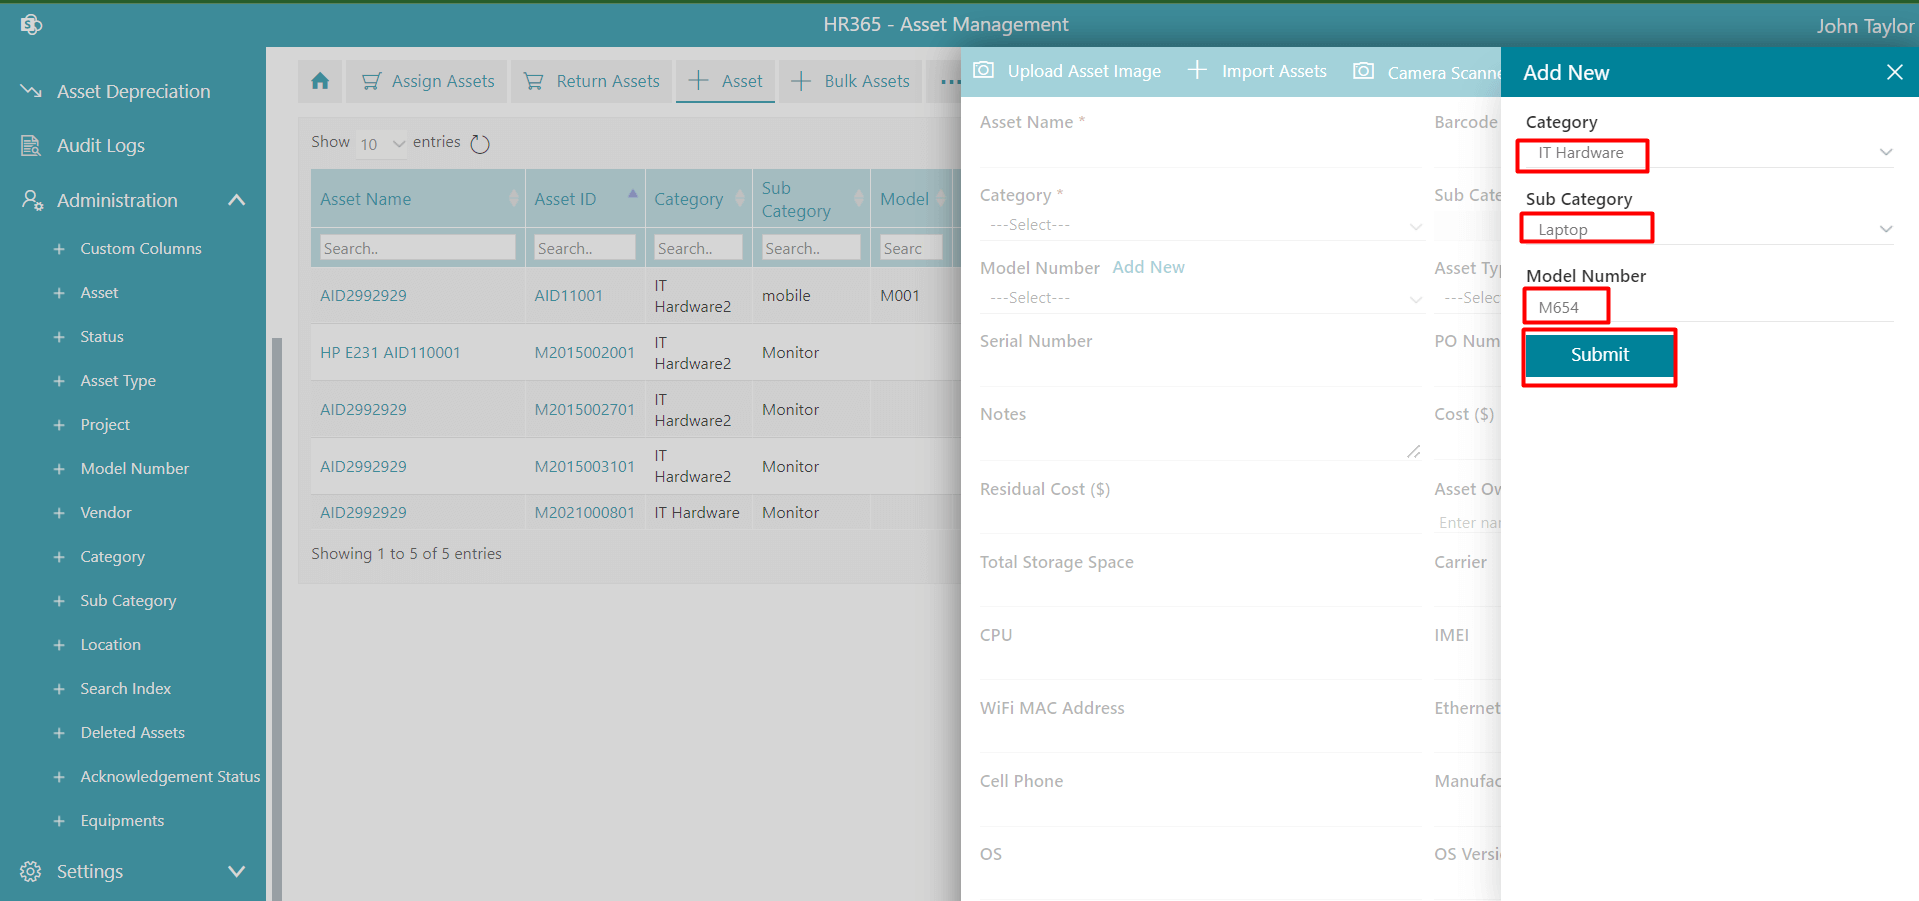 HR365 - Asset Management
John Taylor
Asset Depreciation
Audit Logs
Administration
Custom Columns
Asset
Status
Asset Type
Project
Model Number
Vendor
Category
Sub Category
Location
Search Index
Deleted Assets
Acknowledgement Status
Equipments
Settings
Assign Assets
Return Assets
Asset
Bulk Assets
Show 10 entries
Asset Name Asset ID Category Sub Category Model
Search.. Search.. Search.. Search.. Searc
AID2992929 AID11001 IT Hardware2 mobile M001
HP E231 AID110001 M2015002001 IT Hardware2 Monitor
AID2992929 M2015002701 IT Hardware2 Monitor
AID2992929 M2015003101 IT Hardware2 Monitor
AID2992929 M2021000801 IT Hardware Monitor
Showing 1 to 5 of 5 entries
Upload Asset Image
Import Assets
Camera Scanne
Asset Name *
Barcode
Category *
---Select---
Sub Cate
Model Number Add New
---Select---
Asset Typ
---Selec
Serial Number
PO Num
Notes
Cost ($)
Residual Cost ($)
Asset Ow
Enter nar
Total Storage Space
Carrier
CPU
IMEI
WiFi MAC Address
Ethernet
Cell Phone
Manufac
OS
OS Versi
Add New
Category
IT Hardware
Sub Category
Laptop
Model Number
M654
Submit